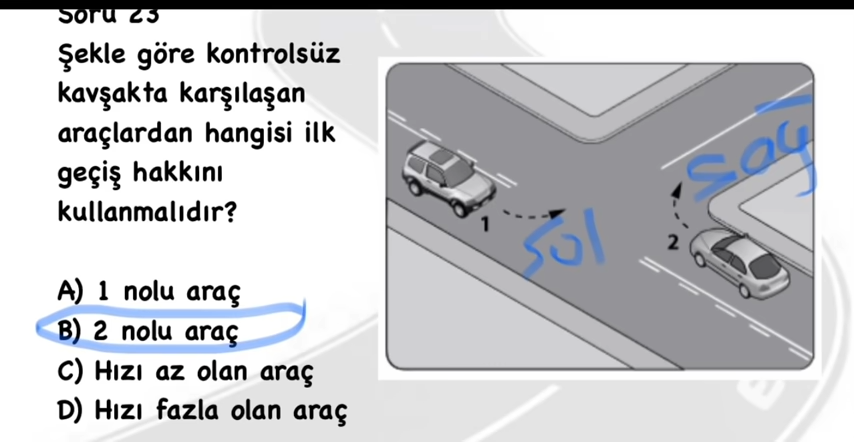 Soru 23
Şekle göre kontrolsüz
kavşakta karşılaşan
araçlardan hangisi ilk
geçiş hakkını
kullanmalıdır?
A) 1 nolu araç
B) 2 nolu araç
C) Hızı az olan araç
D) Hızı fazla olan araç
1
sol
2
sağ